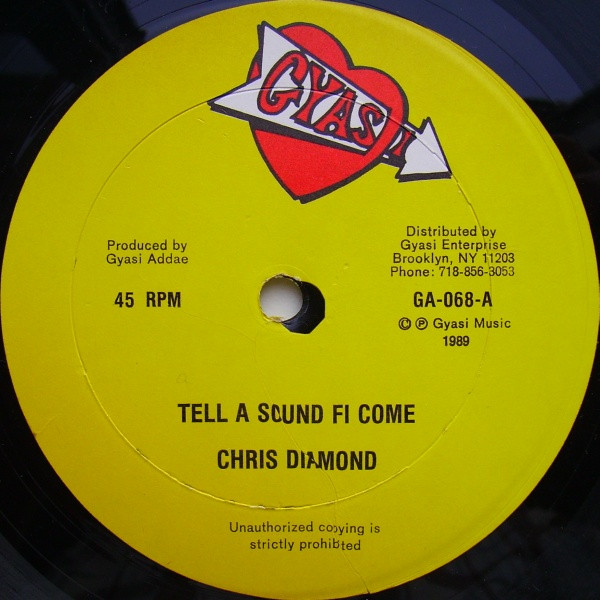 GYASI
Produced by
Gyasi Addae
45 RPM
Distributed by
Gyasi Enterprise
Brooklyn, NY 11203
Phone: 718-856-3053
GA-068-A
© ℗ Gyasi Music
1989
TELL A SOUND FI COME
CHRIS DIAMOND
Unauthorized copying is
strictly prohibited